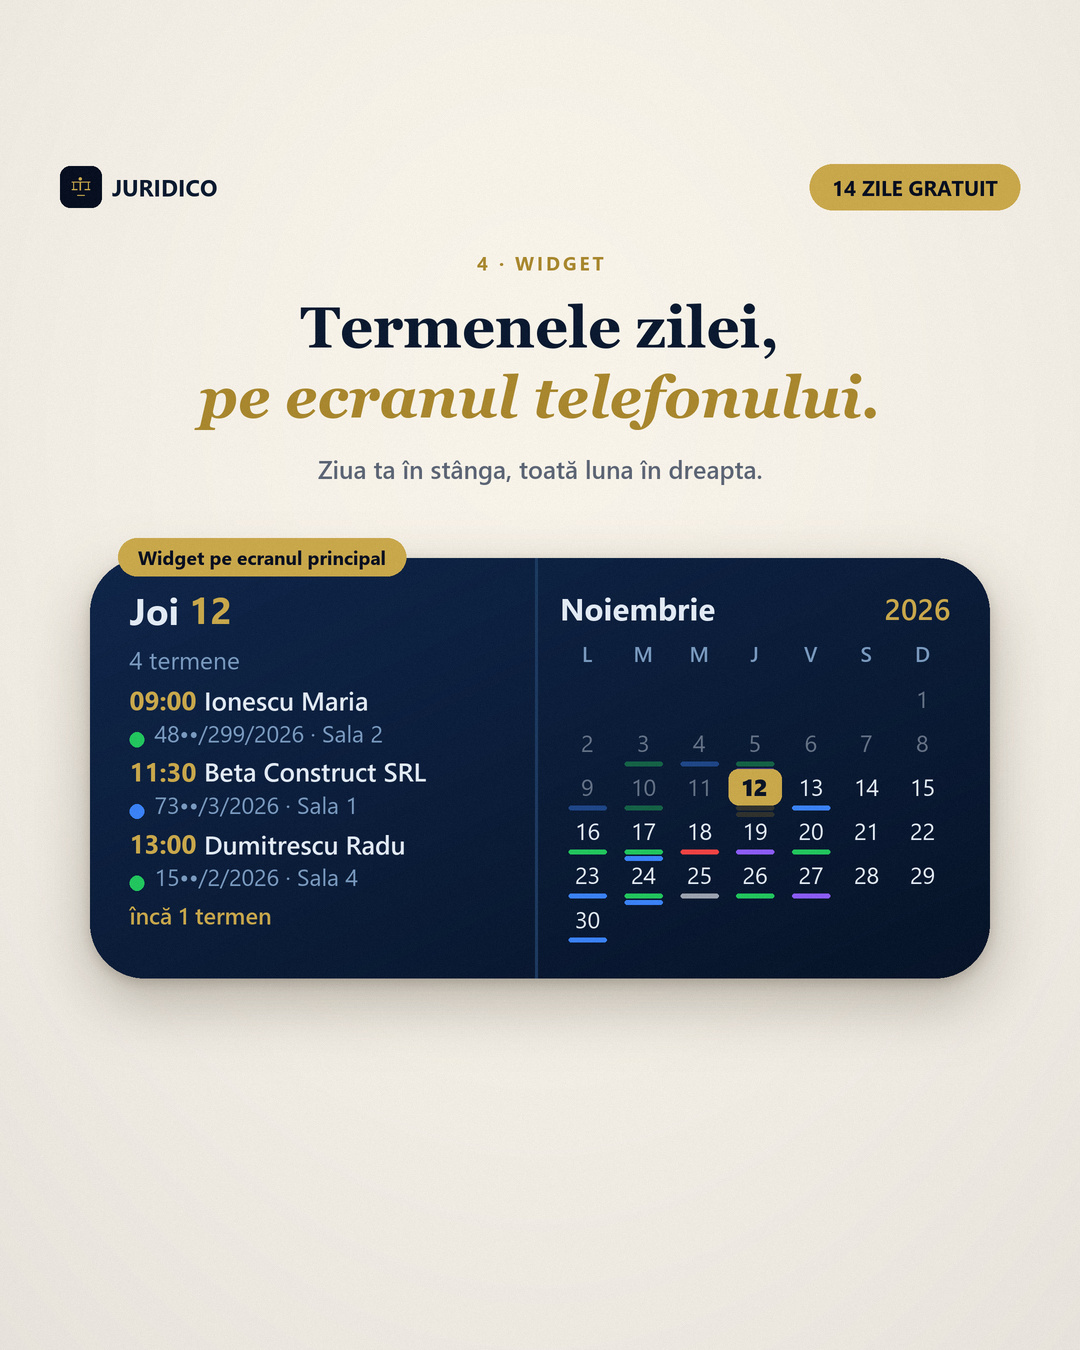 JURIDICO
14 ZILE GRATUIT
4 · WIDGET
Termenele zilei,
pe ecranul telefonului.
Ziua ta în stânga, toată luna în dreapta.
Widget pe ecranul principal
Joi 12
4 termene
09:00 Ionescu Maria
48••/299/2026 · Sala 2
11:30 Beta Construct SRL
73••/3/2026 · Sala 1
13:00 Dumitrescu Radu
15••/2/2026 · Sala 4
încă 1 termen
Noiembrie 2026
L M M J V S D
1
2 3 4 5 6 7 8
9 10 11 12 13 14 15
16 17 18 19 20 21 22
23 24 25 26 27 28 29
30